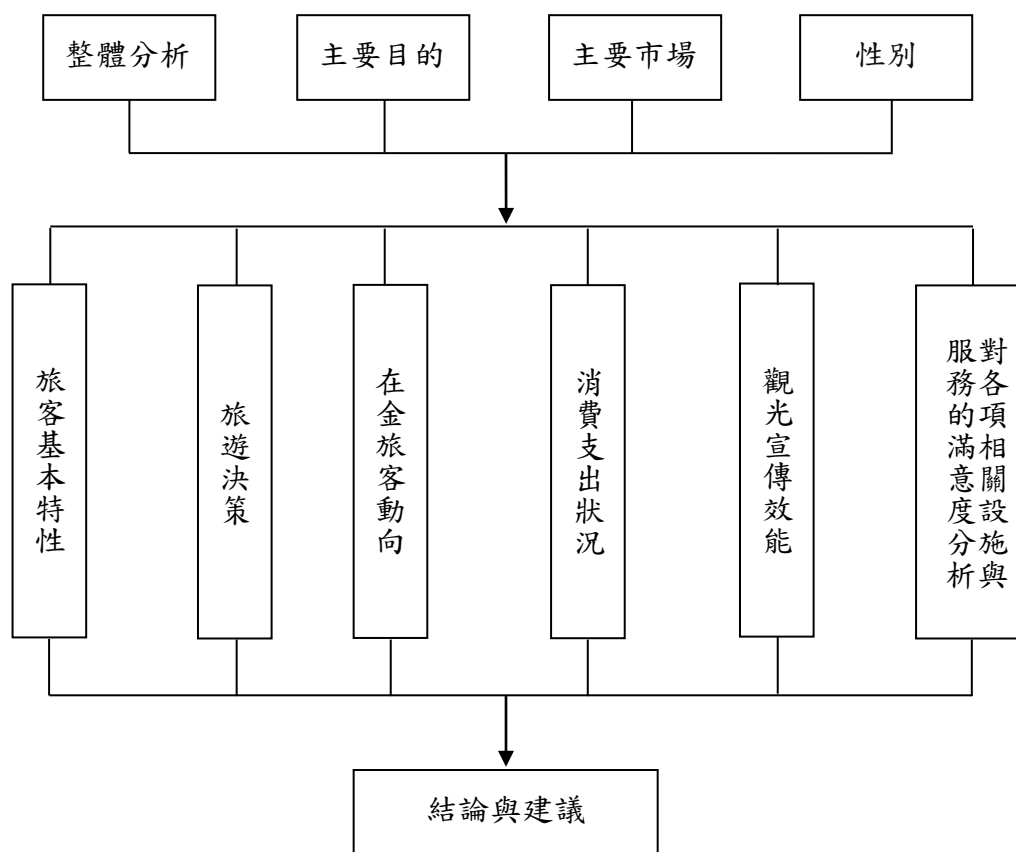 整體分析
主要目的
主要市場
性別
旅客基本特性
旅遊決策
在金旅客動向
消費支出狀況
觀光宣傳效能
對各項相關設施與
服務的滿意度分析
結論與建議